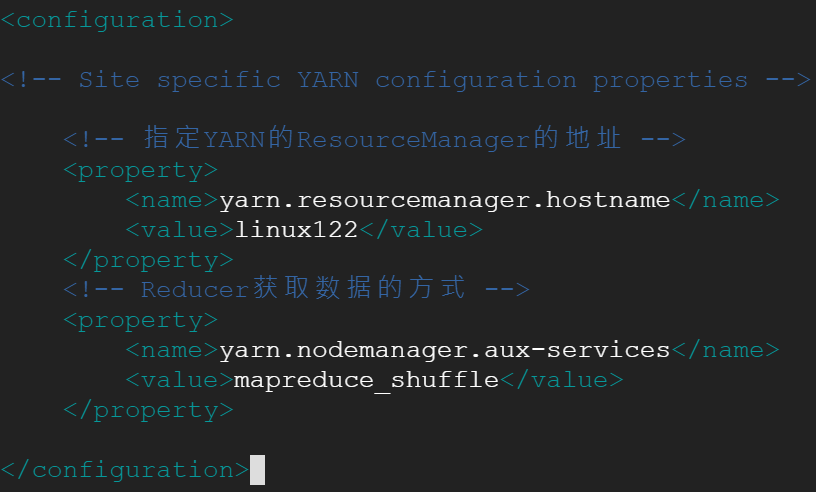 <configuration>
<!-- Site specific YARN configuration properties -->
<!-- 指定YARN的ResourceManager的地址 -->
<property>
<name>yarn.resourcemanager.hostname</name>
<value>linux122</value>
</property>
<!-- Reducer获取数据的方式 -->
<property>
<name>yarn.nodemanager.aux-services</name>
<value>mapreduce_shuffle</value>
</property>
</configuration>